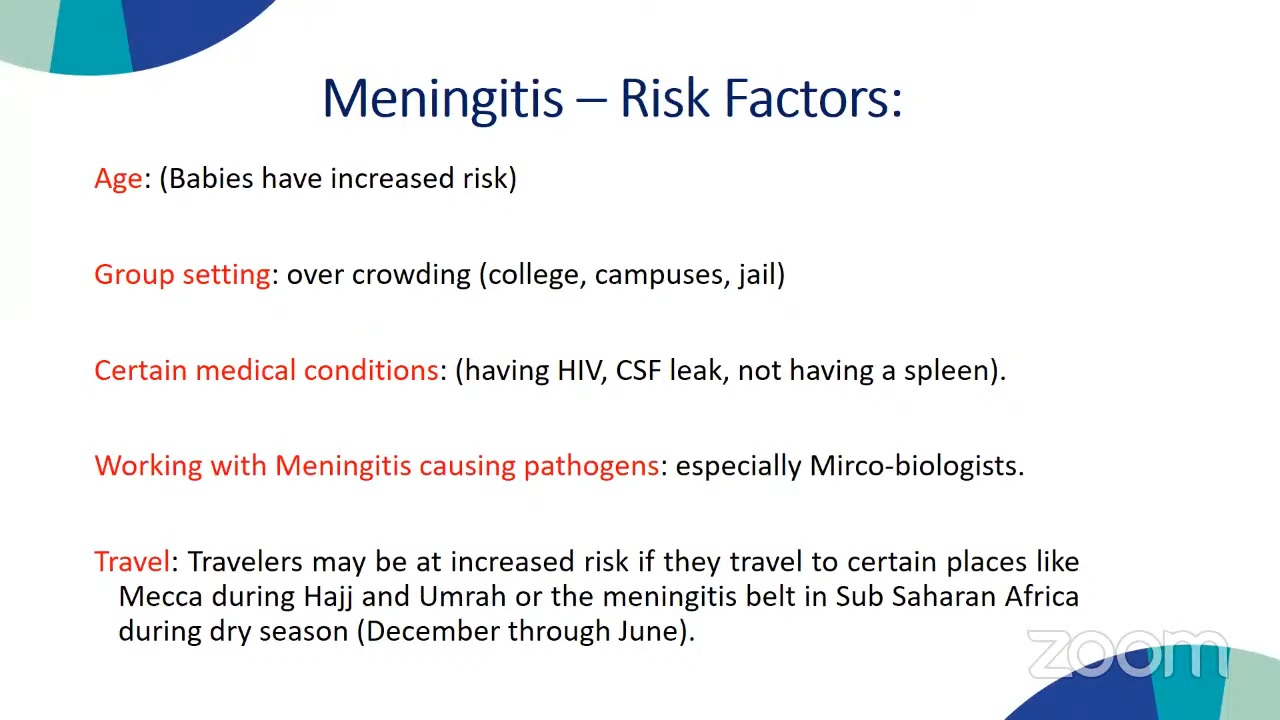 Meningitis – Risk Factors:
Age: (Babies have increased risk)
Group setting: over crowding (college, campuses, jail)
Certain medical conditions: (having HIV, CSF leak, not having a spleen).
Working with Meningitis causing pathogens: especially Mirco-biologists.
Travel: Travelers may be at increased risk if they travel to certain places like
Mecca during Hajj and Umrah or the meningitis belt in Sub Saharan Africa
during dry season (December through June).
zoom